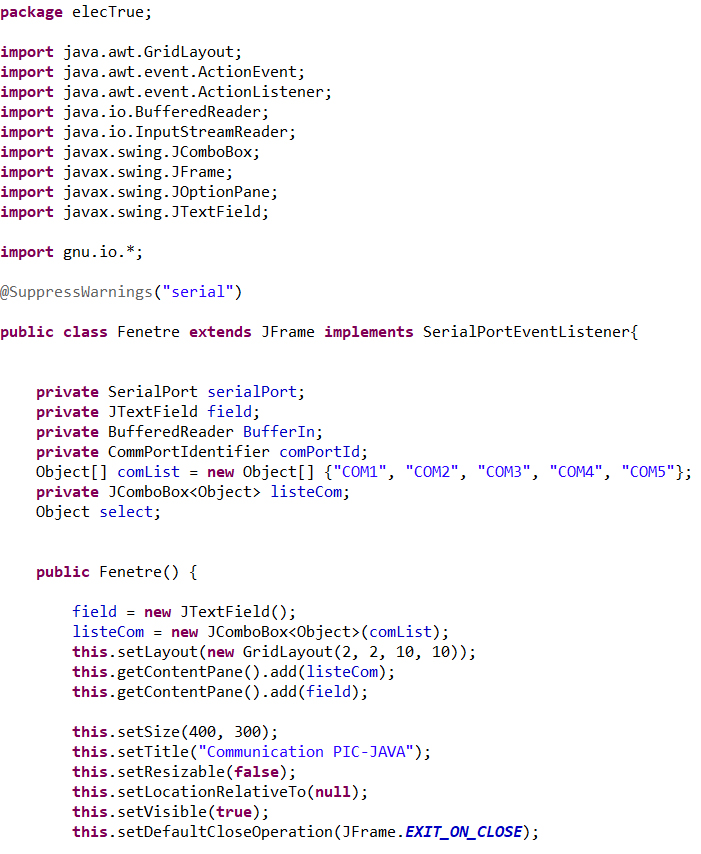 package elecTrue;
import java.awt.GridLayout;
import java.awt.event.ActionEvent;
import java.awt.event.ActionListener;
import java.io.BufferedReader;
import java.io.InputStreamReader;
import javax.swing.JComboBox;
import javax.swing.JFrame;
import javax.swing.JOptionPane;
import javax.swing.JTextField;
import gnu.io.*;
@SuppressWarnings("serial")
public class Fenetre extends JFrame implements SerialPortEventListener{
private SerialPort serialPort;
private JTextField field;
private BufferedReader BufferIn;
private CommPortIdentifier comPortId;
Object[] comList = new Object[] {"COM1", "COM2", "COM3", "COM4", "COM5"};
private JComboBox<Object> listeCom;
Object select;
public Fenetre() {
field = new JTextField();
listeCom = new JComboBox<Object>(comList);
this.setLayout(new GridLayout(2, 2, 10, 10));
this.getContentPane().add(listeCom);
this.getContentPane().add(field);
this.setSize(400, 300);
this.setTitle("Communication PIC-JAVA");
this.setResizable(false);
this.setLocationRelativeTo(null);
this.setVisible(true);
this.setDefaultCloseOperation(JFrame.EXIT_ON_CLOSE);